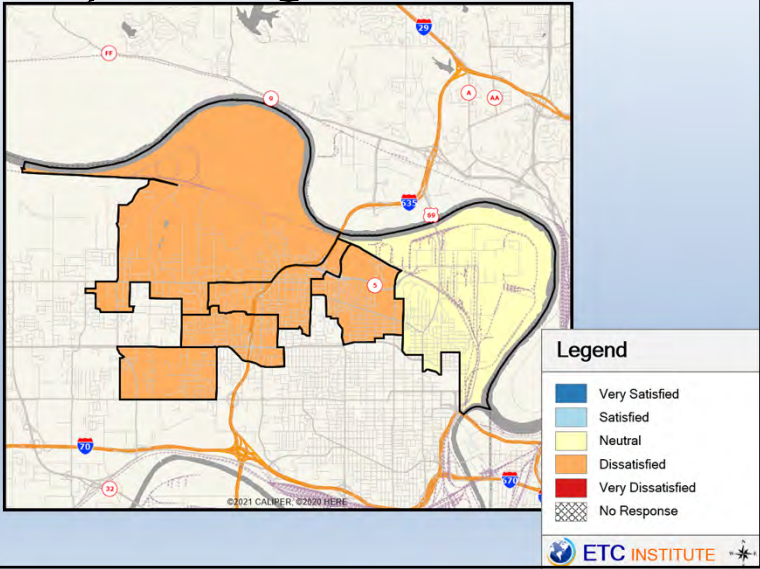 29
FF
A
AA
9
635
69
5
Legend
Very Satisfied
Satisfied
Neutral
Dissatisfied
Very Dissatisfied
No Response
70
670
32
©2021 CALIPER; ©2020 HERE
ETC INSTITUTE